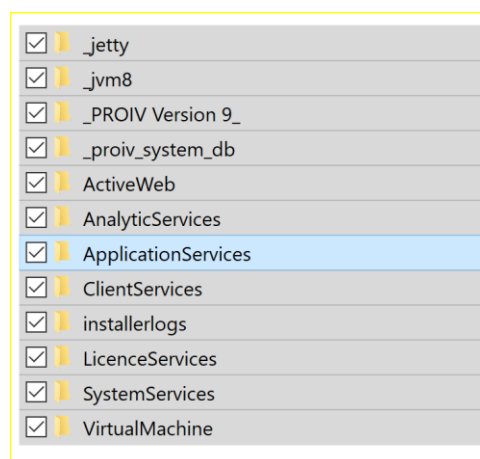 _jetty
_jvm8
_PROIV Version 9_
_proiv_system_db
ActiveWeb
AnalyticServices
ApplicationServices
ClientServices
installerlogs
LicenceServices
SystemServices
VirtualMachine